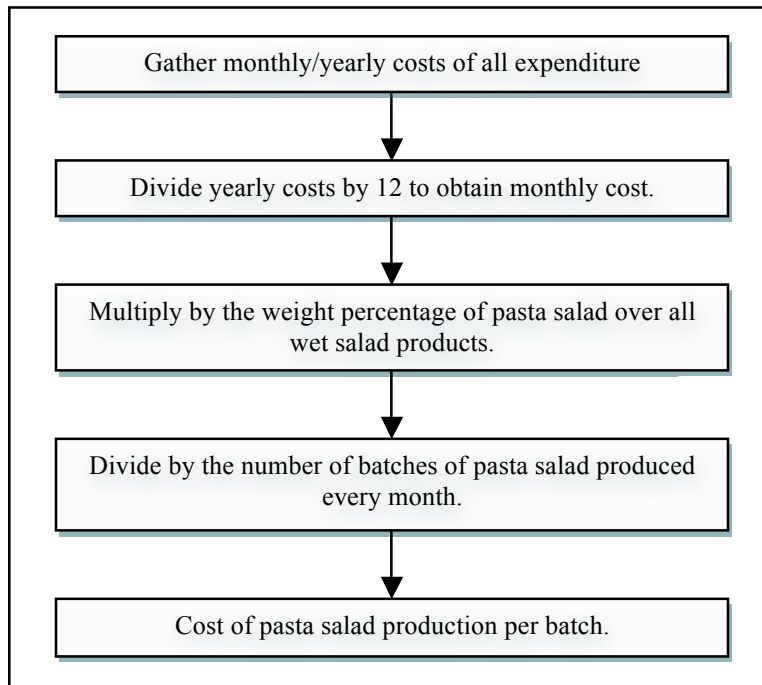 Gather monthly/yearly costs of all expenditure
Divide yearly costs by 12 to obtain monthly cost.
Multiply by the weight percentage of pasta salad over all
wet salad products.
Divide by the number of batches of pasta salad produced
every month.
Cost of pasta salad production per batch.